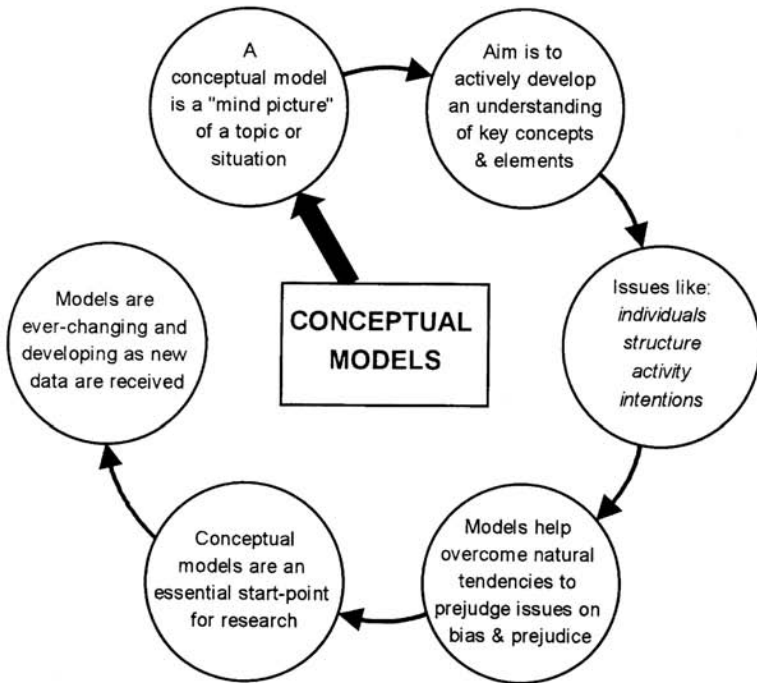 A
conceptual model
is a "mind picture"
of a topic or
situation
Aim is to
actively develop
an understanding
of key concepts
& elements
Issues like:
individuals
structure
activity
intentions
Models help
overcome natural
tendencies to
prejudge issues on
bias & prejudice
Conceptual
models are an
essential start-point
for research
Models are
ever-changing and
developing as new
data are received
CONCEPTUAL
MODELS